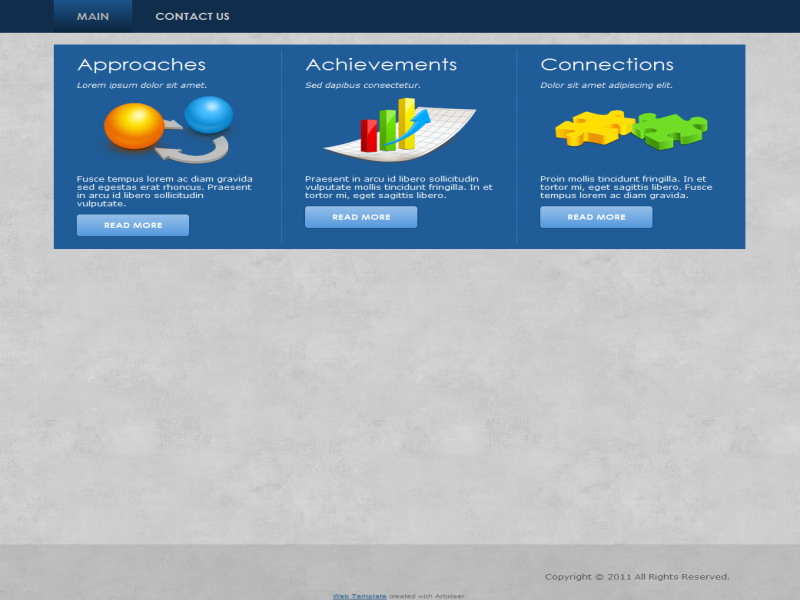 MAIN CONTACT US
Approaches
Lorem ipsum dolor sit amet.
Fusce tempus lorem ac diam gravida
sed egestas erat rhoncus. Praesent
in arcu id libero sollicitudin
vulputate.
READ MORE
Achievements
Sed dapibus consectetur.
Praesent in arcu id libero sollicitudin
vulputate mollis tincidunt fringilla. In et
tortor mi, eget sagittis libero.
READ MORE
Connections
Dolor sit amet adipiscing elit.
Proin mollis tincidunt fringilla. In et
tortor mi, eget sagittis libero. Fusce
tempus lorem ac diam gravida.
READ MORE
Copyright © 2011 All Rights Reserved.
Web Template created with Artisteer.